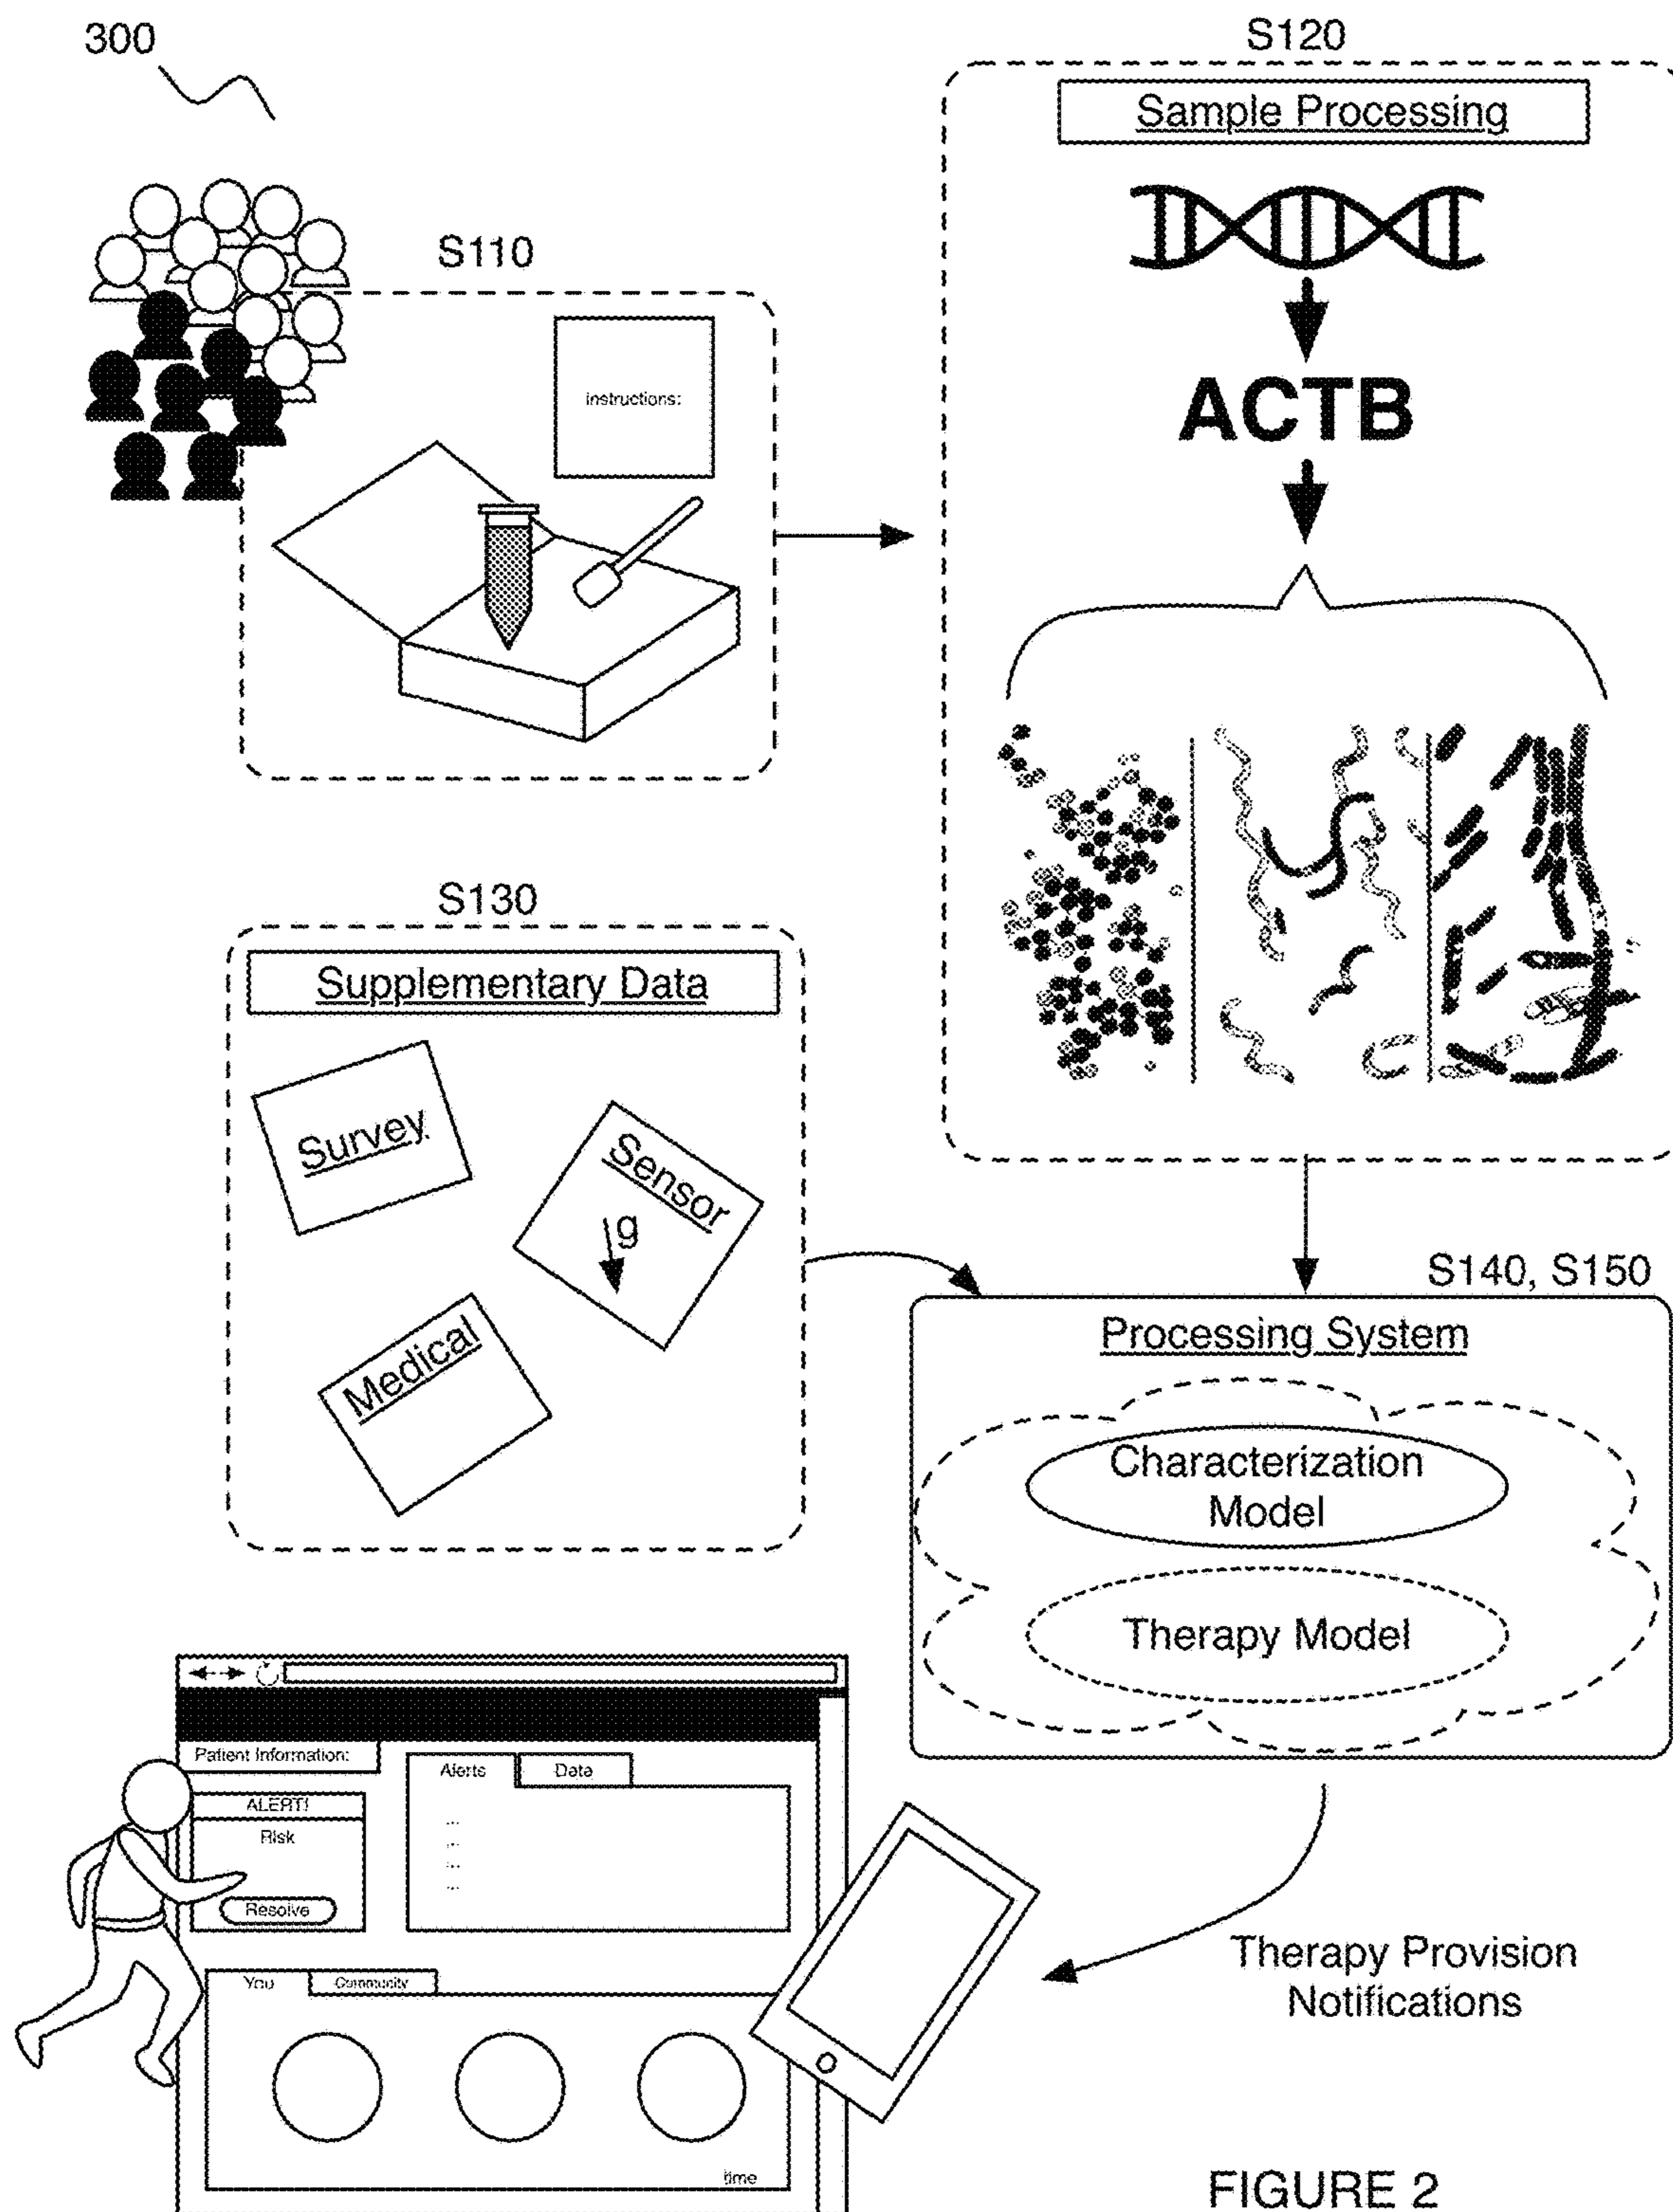 300
S120
Sample Processing
S110
instructions:
ACTB
S130
Supplementary Data
Survey
Sensor
g
Medical
S140, S150
Processing System
Characterization
Model
Therapy Model
Patient Information:
Alerts
Data
ALERT!
Risk
...
...
...
...
Resolve
Therapy Provision
Notifications
You
Community
time
FIGURE 2